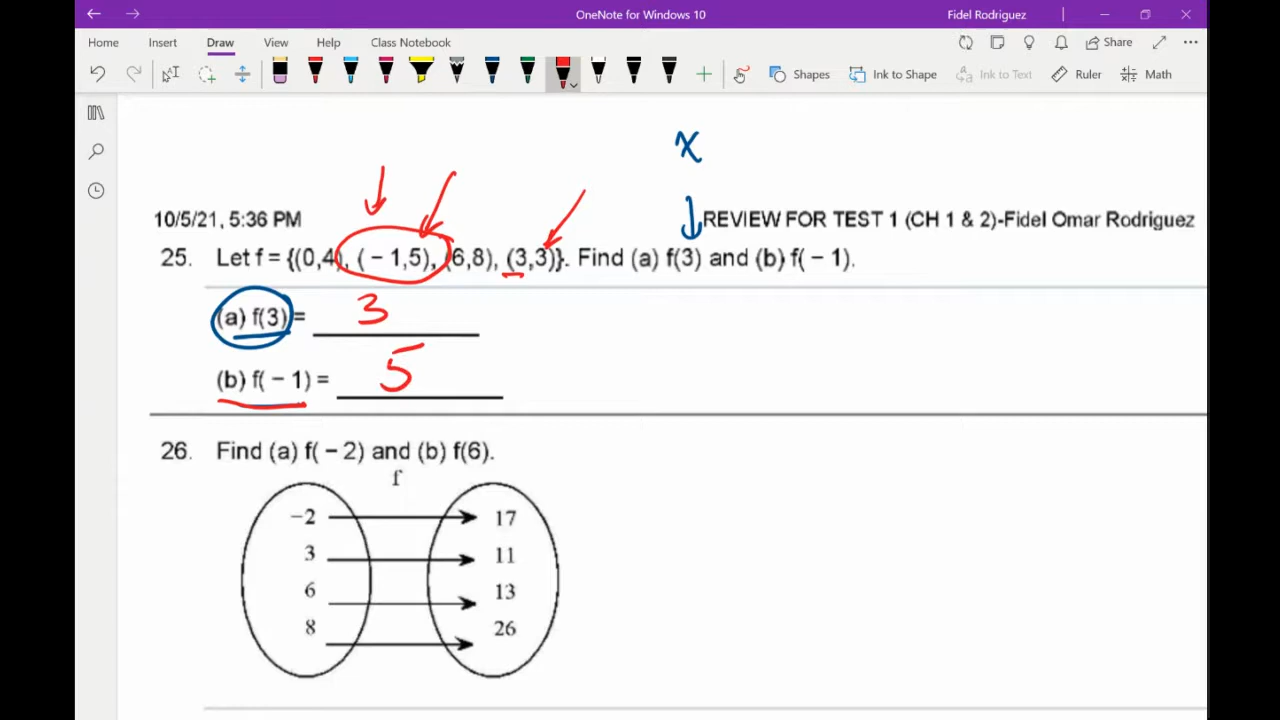 OneNote for Windows 10
Fidel Rodriguez
Home Insert Draw View Help Class Notebook Share
Shapes Ink to Shape Ink to Text Ruler Math
x
10/5/21, 5:36 PM REVIEW FOR TEST 1 (CH 1 & 2)-Fidel Omar Rodriguez
25. Let f = {(0,4), ( − 1,5), (6,8), (3,3)}. Find (a) f(3) and (b) f( − 1).
(a) f(3) = 3
(b) f( − 1) = 5
26. Find (a) f( − 2) and (b) f(6).
f
−2 17
3 11
6 13
8 26